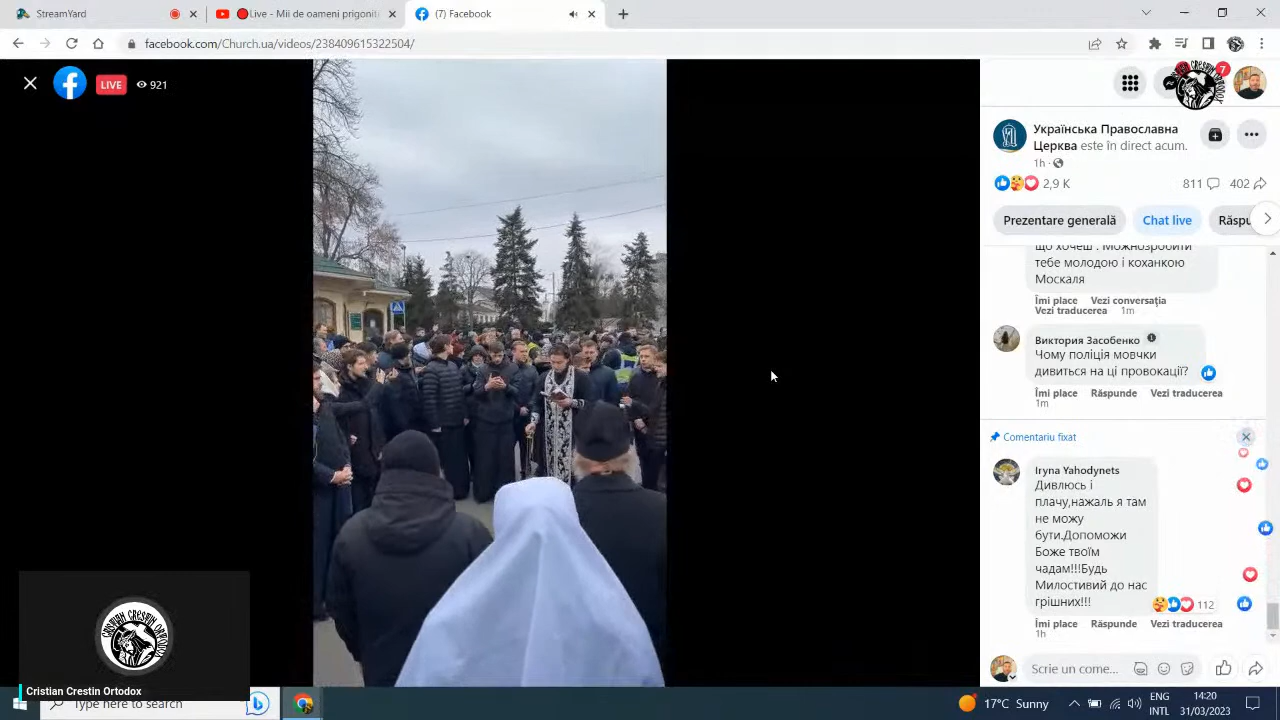 StreamYard
Live - Mii de oameni prigoniți
(7) Facebook
facebook.com/Church.ua/videos/238409615322504/
LIVE
921
7
Українська Православна
Церква este în direct acum.
1h
2,9 K
811
402
Prezentare generală
Chat live
Răspu
що хочеш . Можнозробити
тебе молодою і коханкою
Москаля
Îmi place Vezi conversația
Vezi traducerea 1m
Виктория Засобенко
Чому поліція мовчки
дивиться на ці провокації?
Îmi place Răspunde Vezi traducerea
1m
Comentariu fixat
Iryna Yahodynets
Дивлюсь і
плачу,нажаль я там
не можу
бути.Допоможи
Боже твоїм
чадам!!!Будь
Милостивий до нас
грішних!!!
112
Îmi place Răspunde Vezi traducerea
1h
Scrie un come...
CRESTIN ORTODOX
Cristian Crestin Ortodox
Type here to search
17°C Sunny
ENG
INTL
14:20
31/03/2023